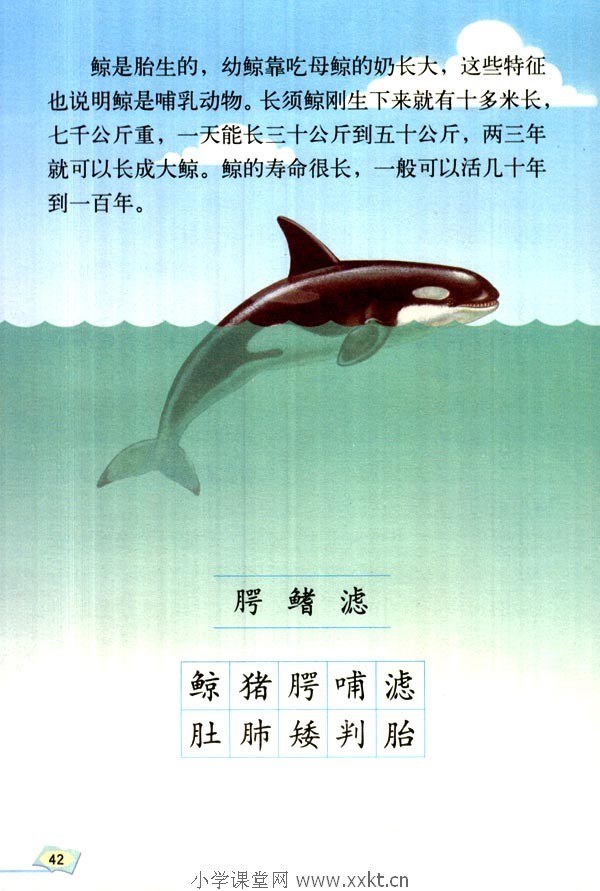 鲸是胎生的，幼鲸靠吃母鲸的奶长大，这些特征
也说明鲸是哺乳动物。长须鲸刚生下来就有十多米长，
七千公斤重，一天能长三十公斤到五十公斤，两三年
就可以长成大鲸。鲸的寿命很长，一般可以活几十年
到一百年。
腭 鳍 滤
鲸 猪 腭 哺 滤
肚 肺 矮 判 胎
42
小学课堂网 www.xxkt.cn